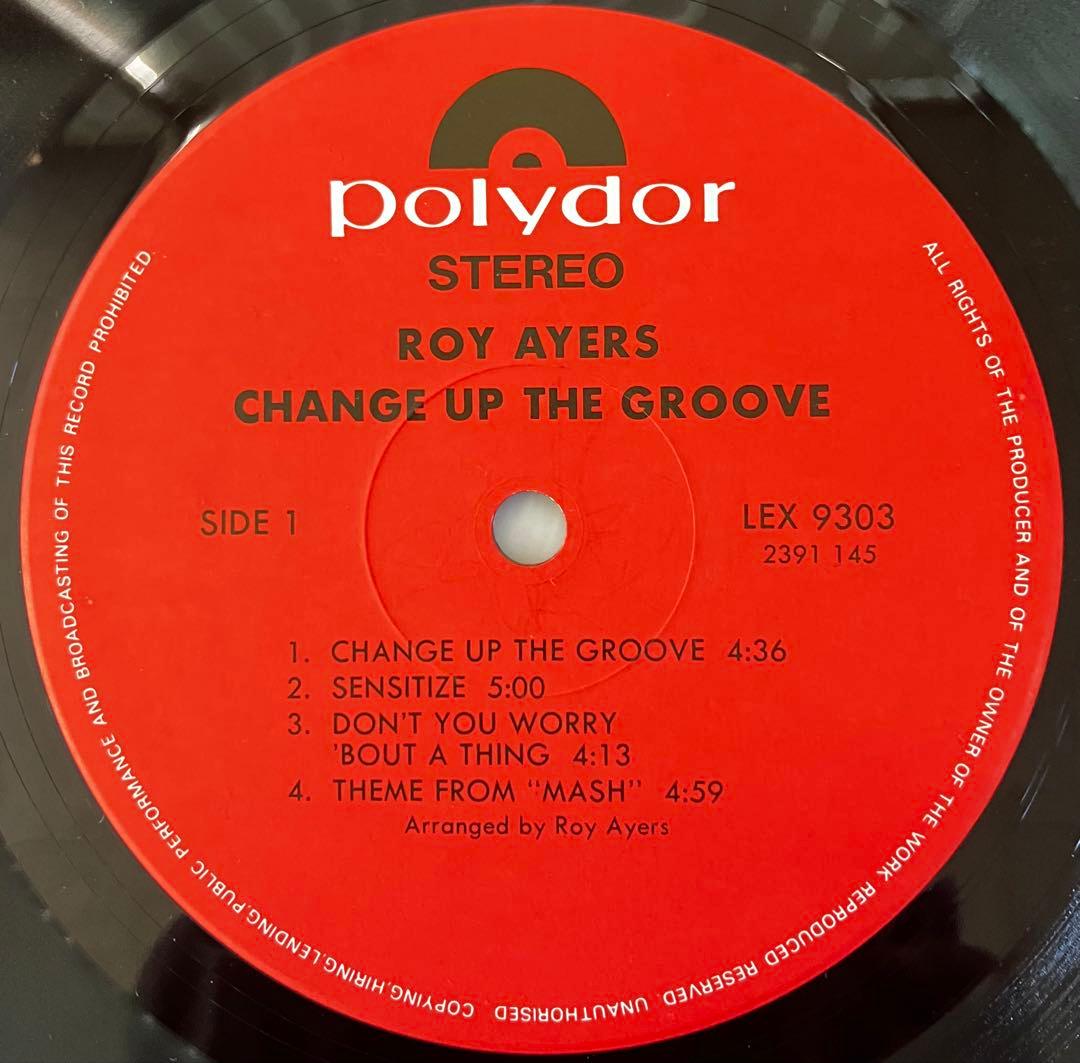 polydor
STEREO
ROY AYERS
CHANGE UP THE GROOVE
SIDE 1
LEX 9303
2391 145
1. CHANGE UP THE GROOVE 4:36
2. SENSITIZE 5:00
3. DON'T YOU WORRY
'BOUT A THING 4:13
4. THEME FROM "MASH" 4:59
Arranged by Roy Ayers
ALL RIGHTS OF THE PRODUCER AND OF THE OWNER OF THE WORK REPRODUCED RESERVED UNAUTHORISED COPYING,HIRING,LENDING,PUBLIC PERFORMANCE AND BROADCASTING OF THIS RECORD PROHIBITED